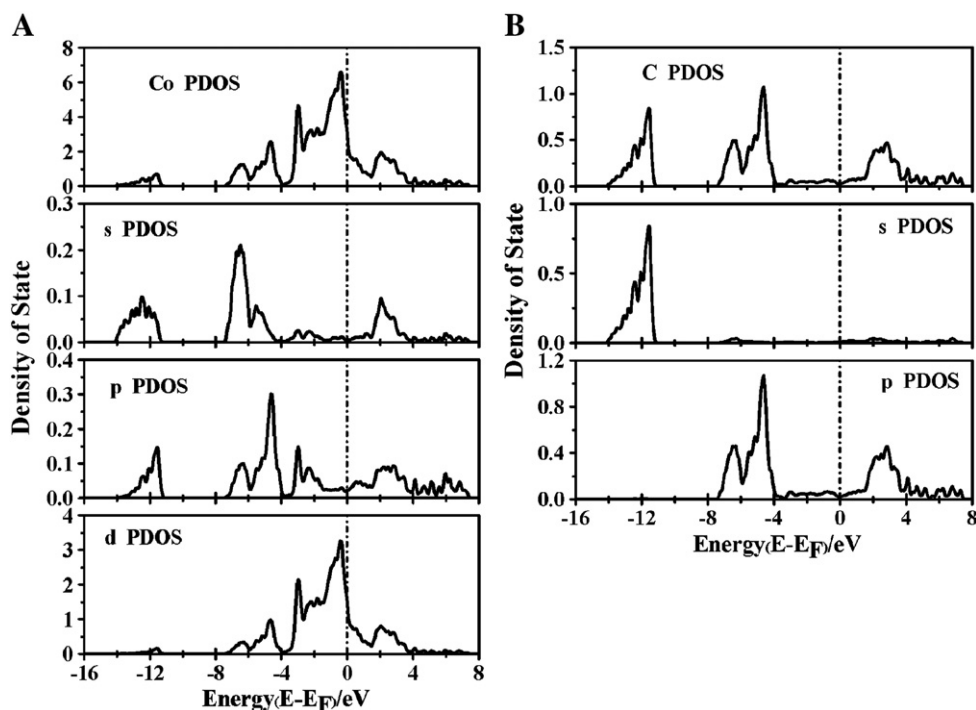 A
Density of State
8
6
4
2
0
Co PDOS
0.3
0.2
0.1
0.0
s PDOS
0.4
0.3
0.2
0.1
0.0
p PDOS
4
3
2
1
0
d PDOS
-16 -12 -8 -4 0 4 8
Energy(E-EF)/eV
B
Density of State
1.5
1.0
0.5
0.0
C PDOS
1.0
0.5
0.0
s PDOS
1.2
0.8
0.4
0.0
p PDOS
-16 -12 -8 -4 0 4 8
Energy(E-EF)/eV